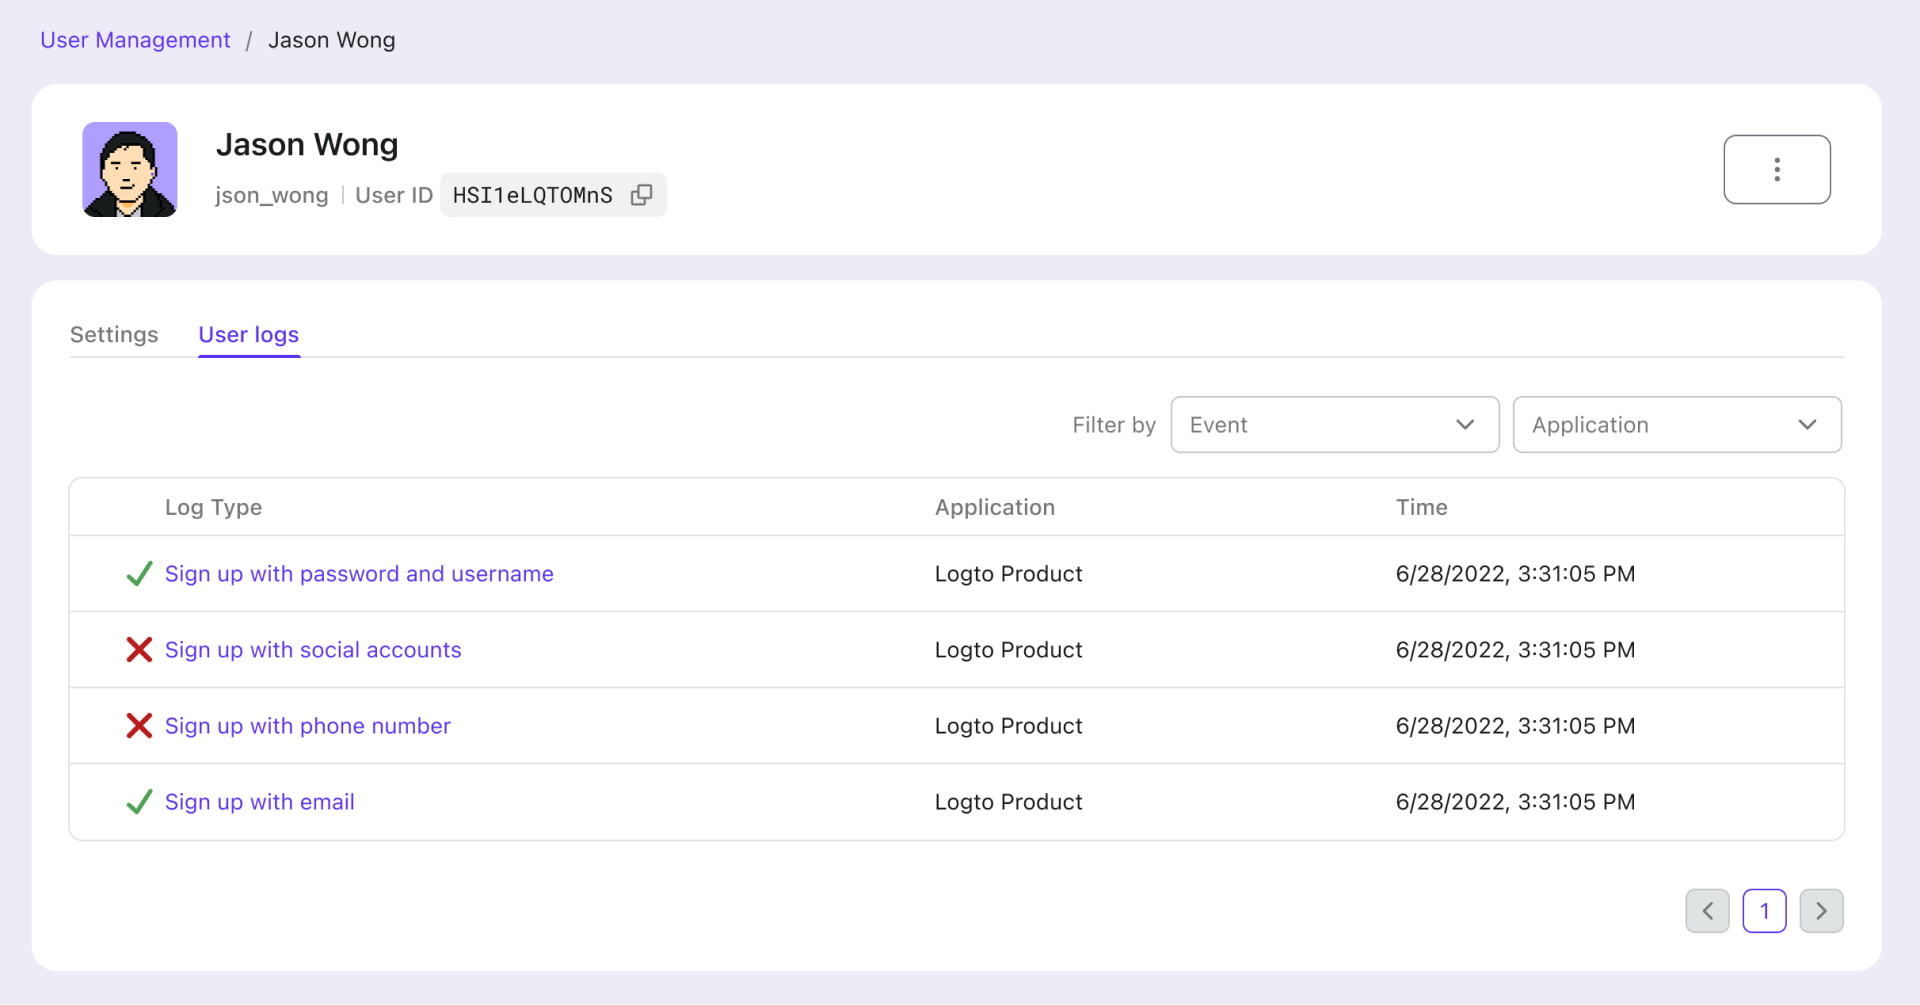 User Management / Jason Wong
Jason Wong
json_wong | User ID HSI1eLQTOMnS
Settings User logs
Filter by Event Application
Log Type Application Time
Sign up with password and username Logto Product 6/28/2022, 3:31:05 PM
Sign up with social accounts Logto Product 6/28/2022, 3:31:05 PM
Sign up with phone number Logto Product 6/28/2022, 3:31:05 PM
Sign up with email Logto Product 6/28/2022, 3:31:05 PM
1